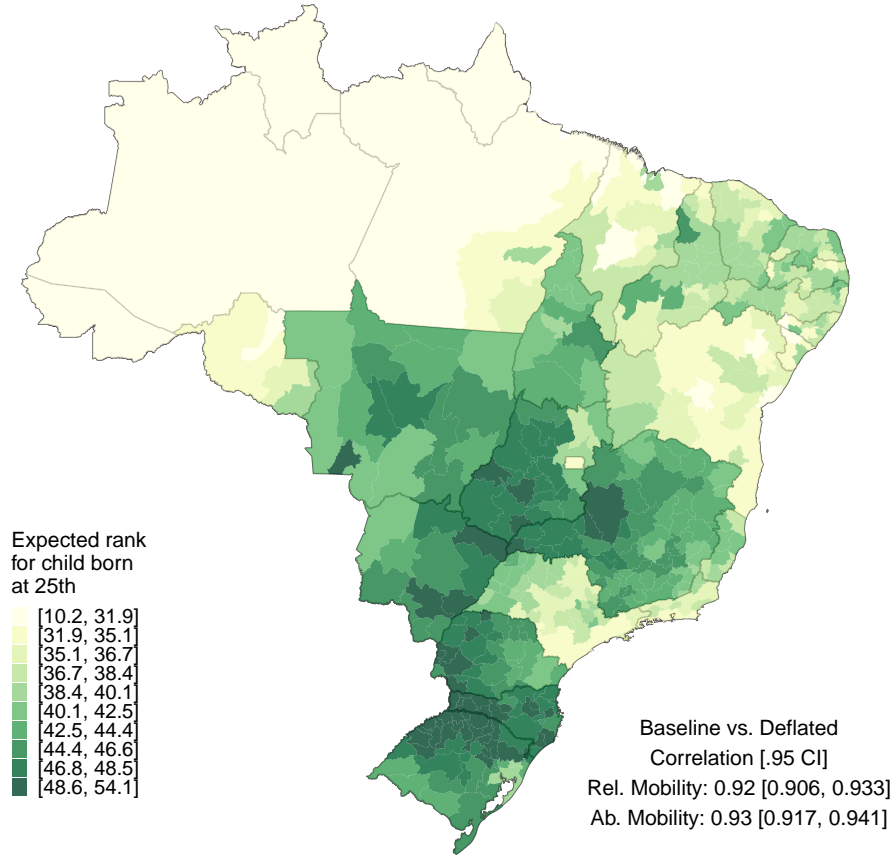 Expected rank
for child born
at 25th
[10.2, 31.9]
[31.9, 35.1]
[35.1, 36.7]
[36.7, 38.4]
[38.4, 40.1]
[40.1, 42.5]
[42.5, 44.4]
[44.4, 46.6]
[46.8, 48.5]
[48.6, 54.1]
Baseline vs. Deflated
Correlation [.95 CI]
Rel. Mobility: 0.92 [0.906, 0.933]
Ab. Mobility: 0.93 [0.917, 0.941]